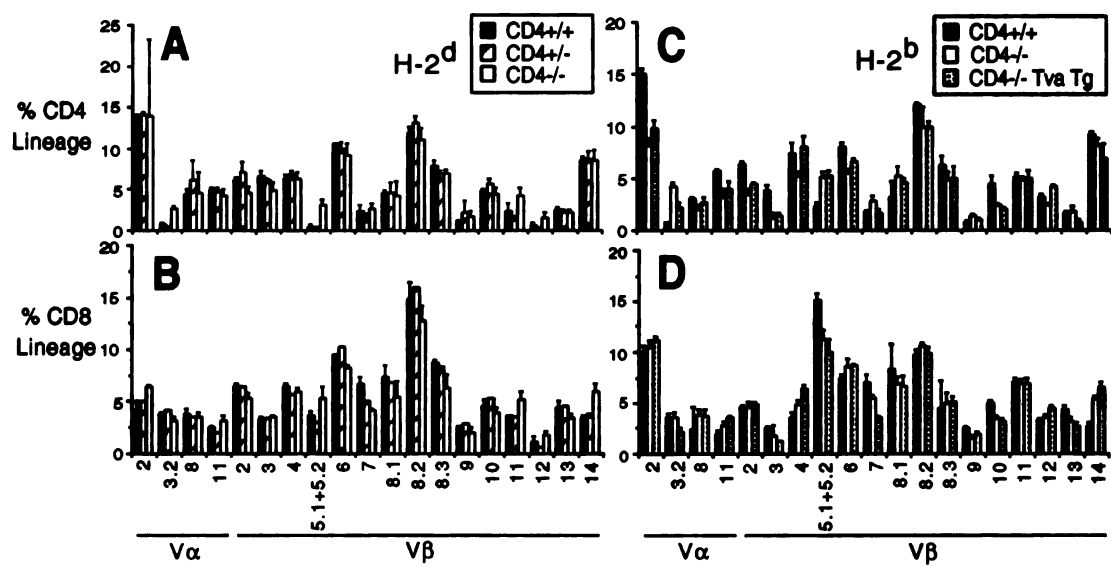 A
H-2d
CD4+/+
CD4+/-
CD4-/-
% CD4
Lineage
25
20
15
10
5
0
C
H-2b
CD4+/+
CD4-/-
CD4-/- Tva Tg
20
15
10
5
0
B
% CD8
Lineage
20
15
10
5
0
D
20
15
10
5
0
2 3.2 8 11 2 3 4 5.1+5.2 6 7 8.1 8.2 8.3 9 10 11 12 13 14
Vα Vβ
2 3.2 8 11 2 3 4 5.1+5.2 6 7 8.1 8.2 8.3 9 10 11 12 13 14
Vα Vβ